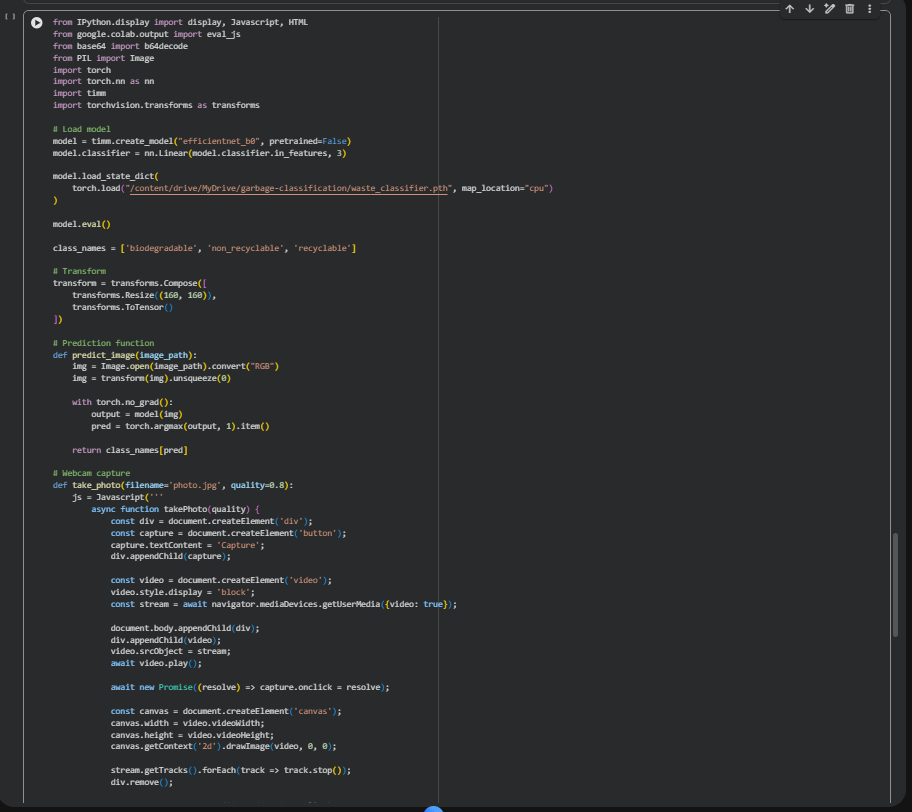 [ ]
from IPython.display import display, Javascript, HTML
from google.colab.output import eval_js
from base64 import b64decode
from PIL import Image
import torch
import torch.nn as nn
import timm
import torchvision.transforms as transforms
# Load model
model = timm.create_model("efficientnet_b0", pretrained=False)
model.classifier = nn.Linear(model.classifier.in_features, 3)
model.load_state_dict(
torch.load("/content/drive/MyDrive/garbage-classification/waste_classifier.pth", map_location="cpu")
)
model.eval()
class_names = ['biodegradable', 'non_recyclable', 'recyclable']
# Transform
transform = transforms.Compose([
transforms.Resize((160, 160)),
transforms.ToTensor()
])
# Prediction function
def predict_image(image_path):
img = Image.open(image_path).convert("RGB")
img = transform(img).unsqueeze(0)
with torch.no_grad():
output = model(img)
pred = torch.argmax(output, 1).item()
return class_names[pred]
# Webcam capture
def take_photo(filename='photo.jpg', quality=0.8):
js = Javascript('''
async function takePhoto(quality) {
const div = document.createElement('div');
const capture = document.createElement('button');
capture.textContent = 'Capture';
div.appendChild(capture);
const video = document.createElement('video');
video.style.display = 'block';
const stream = await navigator.mediaDevices.getUserMedia({video: true});
document.body.appendChild(div);
div.appendChild(video);
video.srcObject = stream;
await video.play();
await new Promise((resolve) => capture.onclick = resolve);
const canvas = document.createElement('canvas');
canvas.width = video.videoWidth;
canvas.height = video.videoHeight;
canvas.getContext('2d').drawImage(video, 0, 0);
stream.getTracks().forEach(track => track.stop());
div.remove();